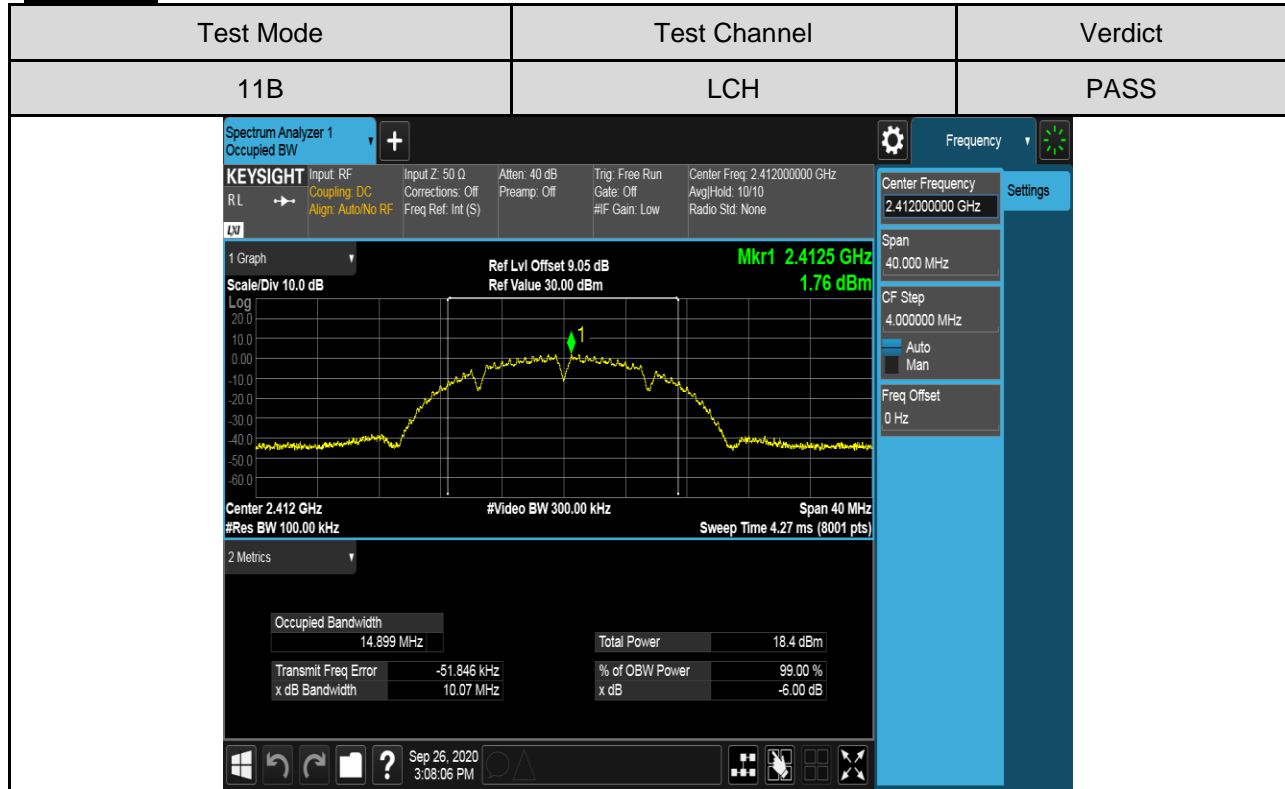 Test Mode Test Channel Verdict
11B LCH PASS
Spectrum Analyzer 1
Occupied BW
+
Frequency
KEYSIGHT
RL
LXI
Input: RF
Coupling: DC
Align: Auto/No RF
Input Z: 50 Ω
Corrections: Off
Freq Ref: Int (S)
Atten: 40 dB
Preamp: Off
Trig: Free Run
Gate: Off
#IF Gain: Low
Center Freq: 2.412000000 GHz
Avg|Hold: 10/10
Radio Std: None
Center Frequency
2.412000000 GHz
Settings
Span
40.000 MHz
CF Step
4.000000 MHz
Auto
Man
Freq Offset
0 Hz
1 Graph
Scale/Div 10.0 dB
Ref Lvl Offset 9.05 dB
Ref Value 30.00 dBm
Mkr1 2.4125 GHz
1.76 dBm
Log
20.0
10.0
0.00
-10.0
-20.0
-30.0
-40.0
-50.0
-60.0
1
Center 2.412 GHz #Video BW 300.00 kHz Span 40 MHz
#Res BW 100.00 kHz Sweep Time 4.27 ms (8001 pts)
2 Metrics
Occupied Bandwidth
14.899 MHz
Total Power 18.4 dBm
Transmit Freq Error -51.846 kHz % of OBW Power 99.00 %
x dB Bandwidth 10.07 MHz x dB -6.00 dB
?
Sep 26, 2020
3:08:06 PM